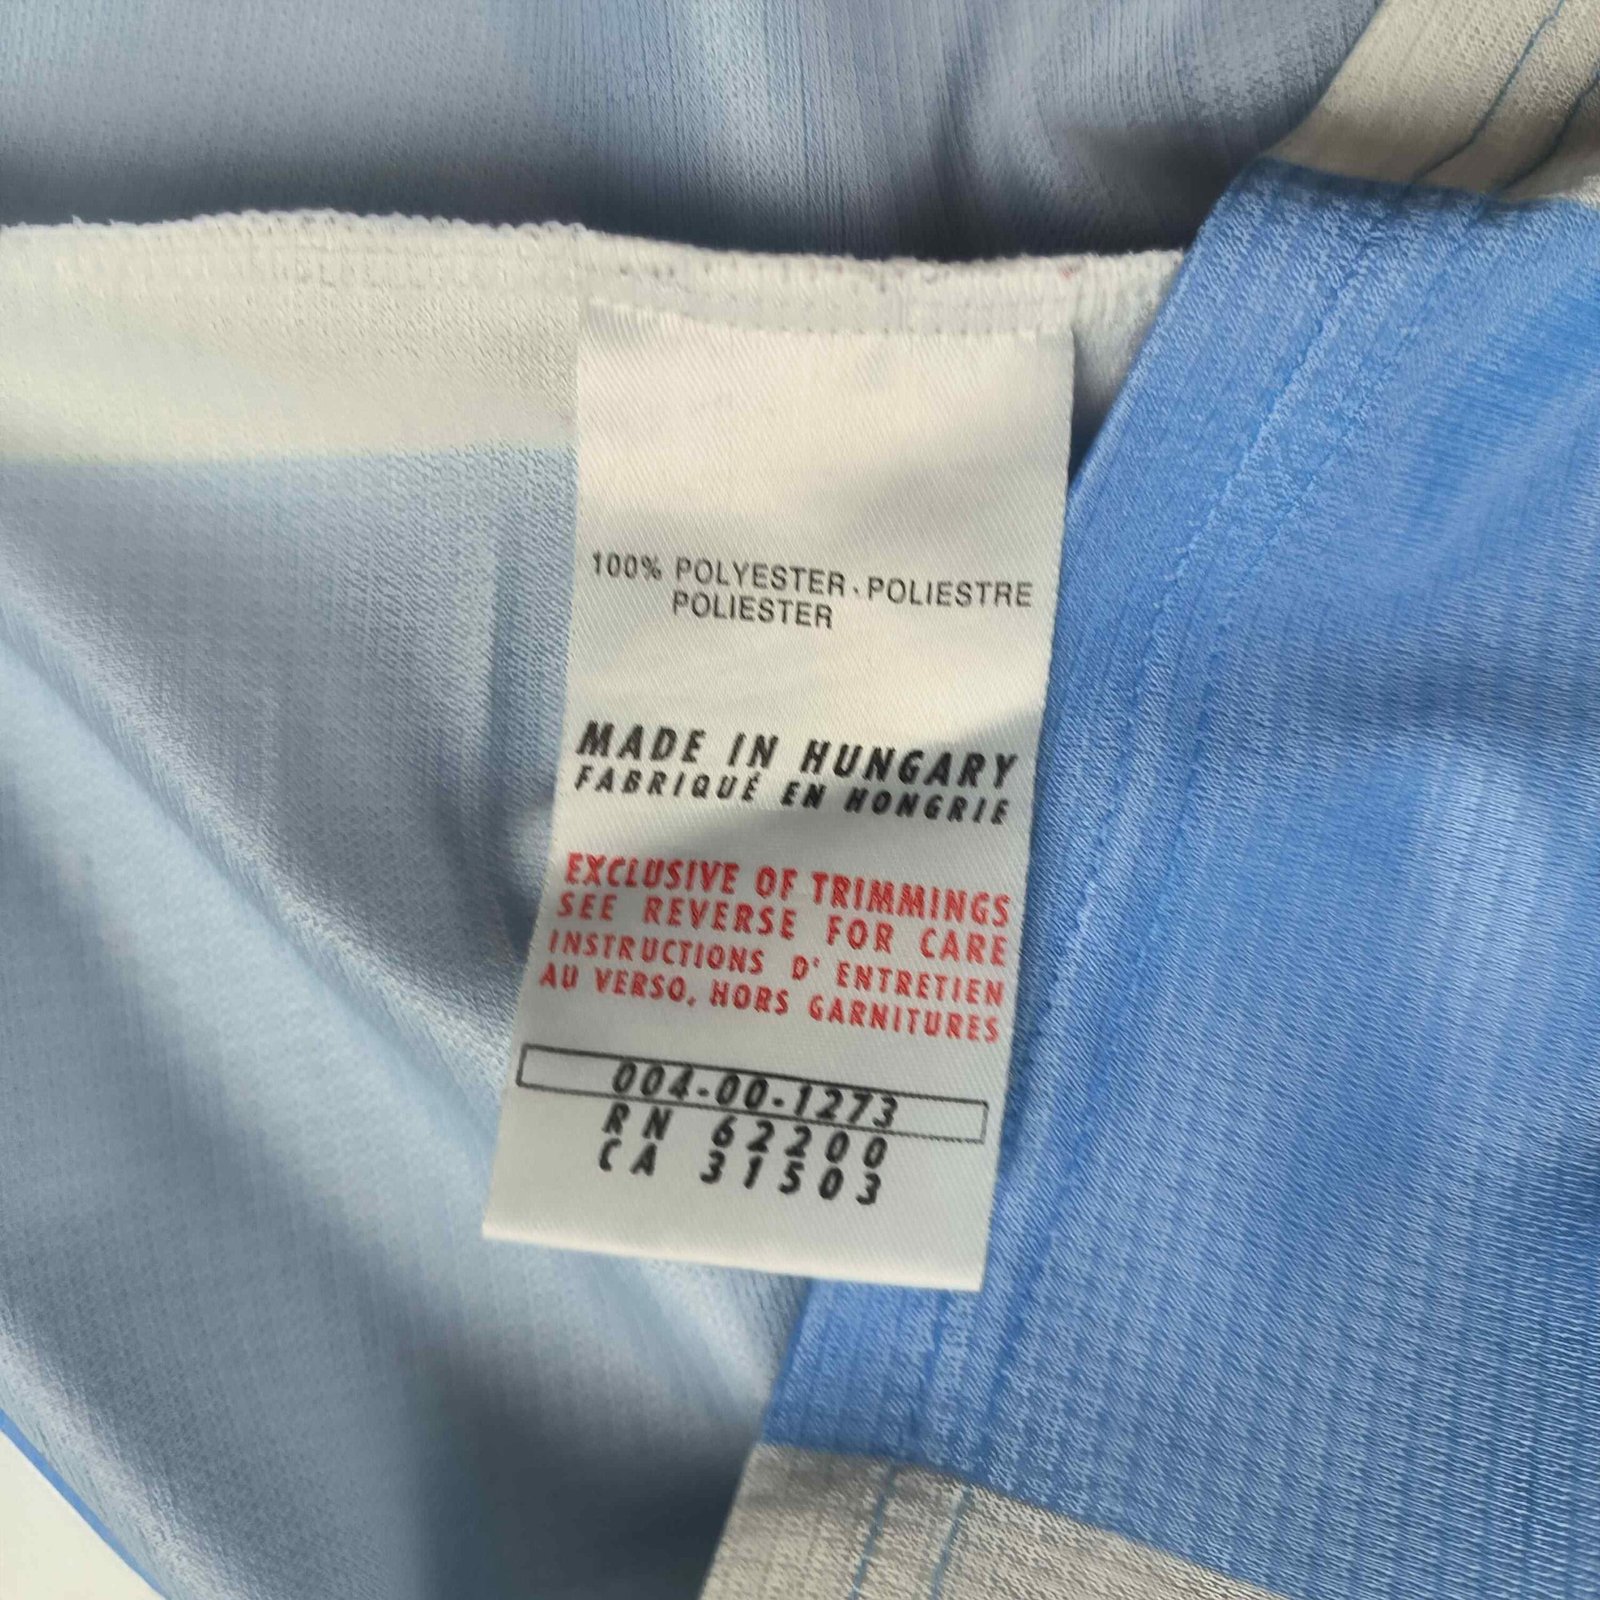 100% POLYESTER · POLIESTRE
POLIESTER
MADE IN HUNGARY
FABRIQUÉ EN HONGRIE
EXCLUSIVE OF TRIMMINGS
SEE REVERSE FOR CARE
INSTRUCTIONS D' ENTRETIEN
AU VERSO, HORS GARNITURES
004-00-1273
RN 62200
CA 31503